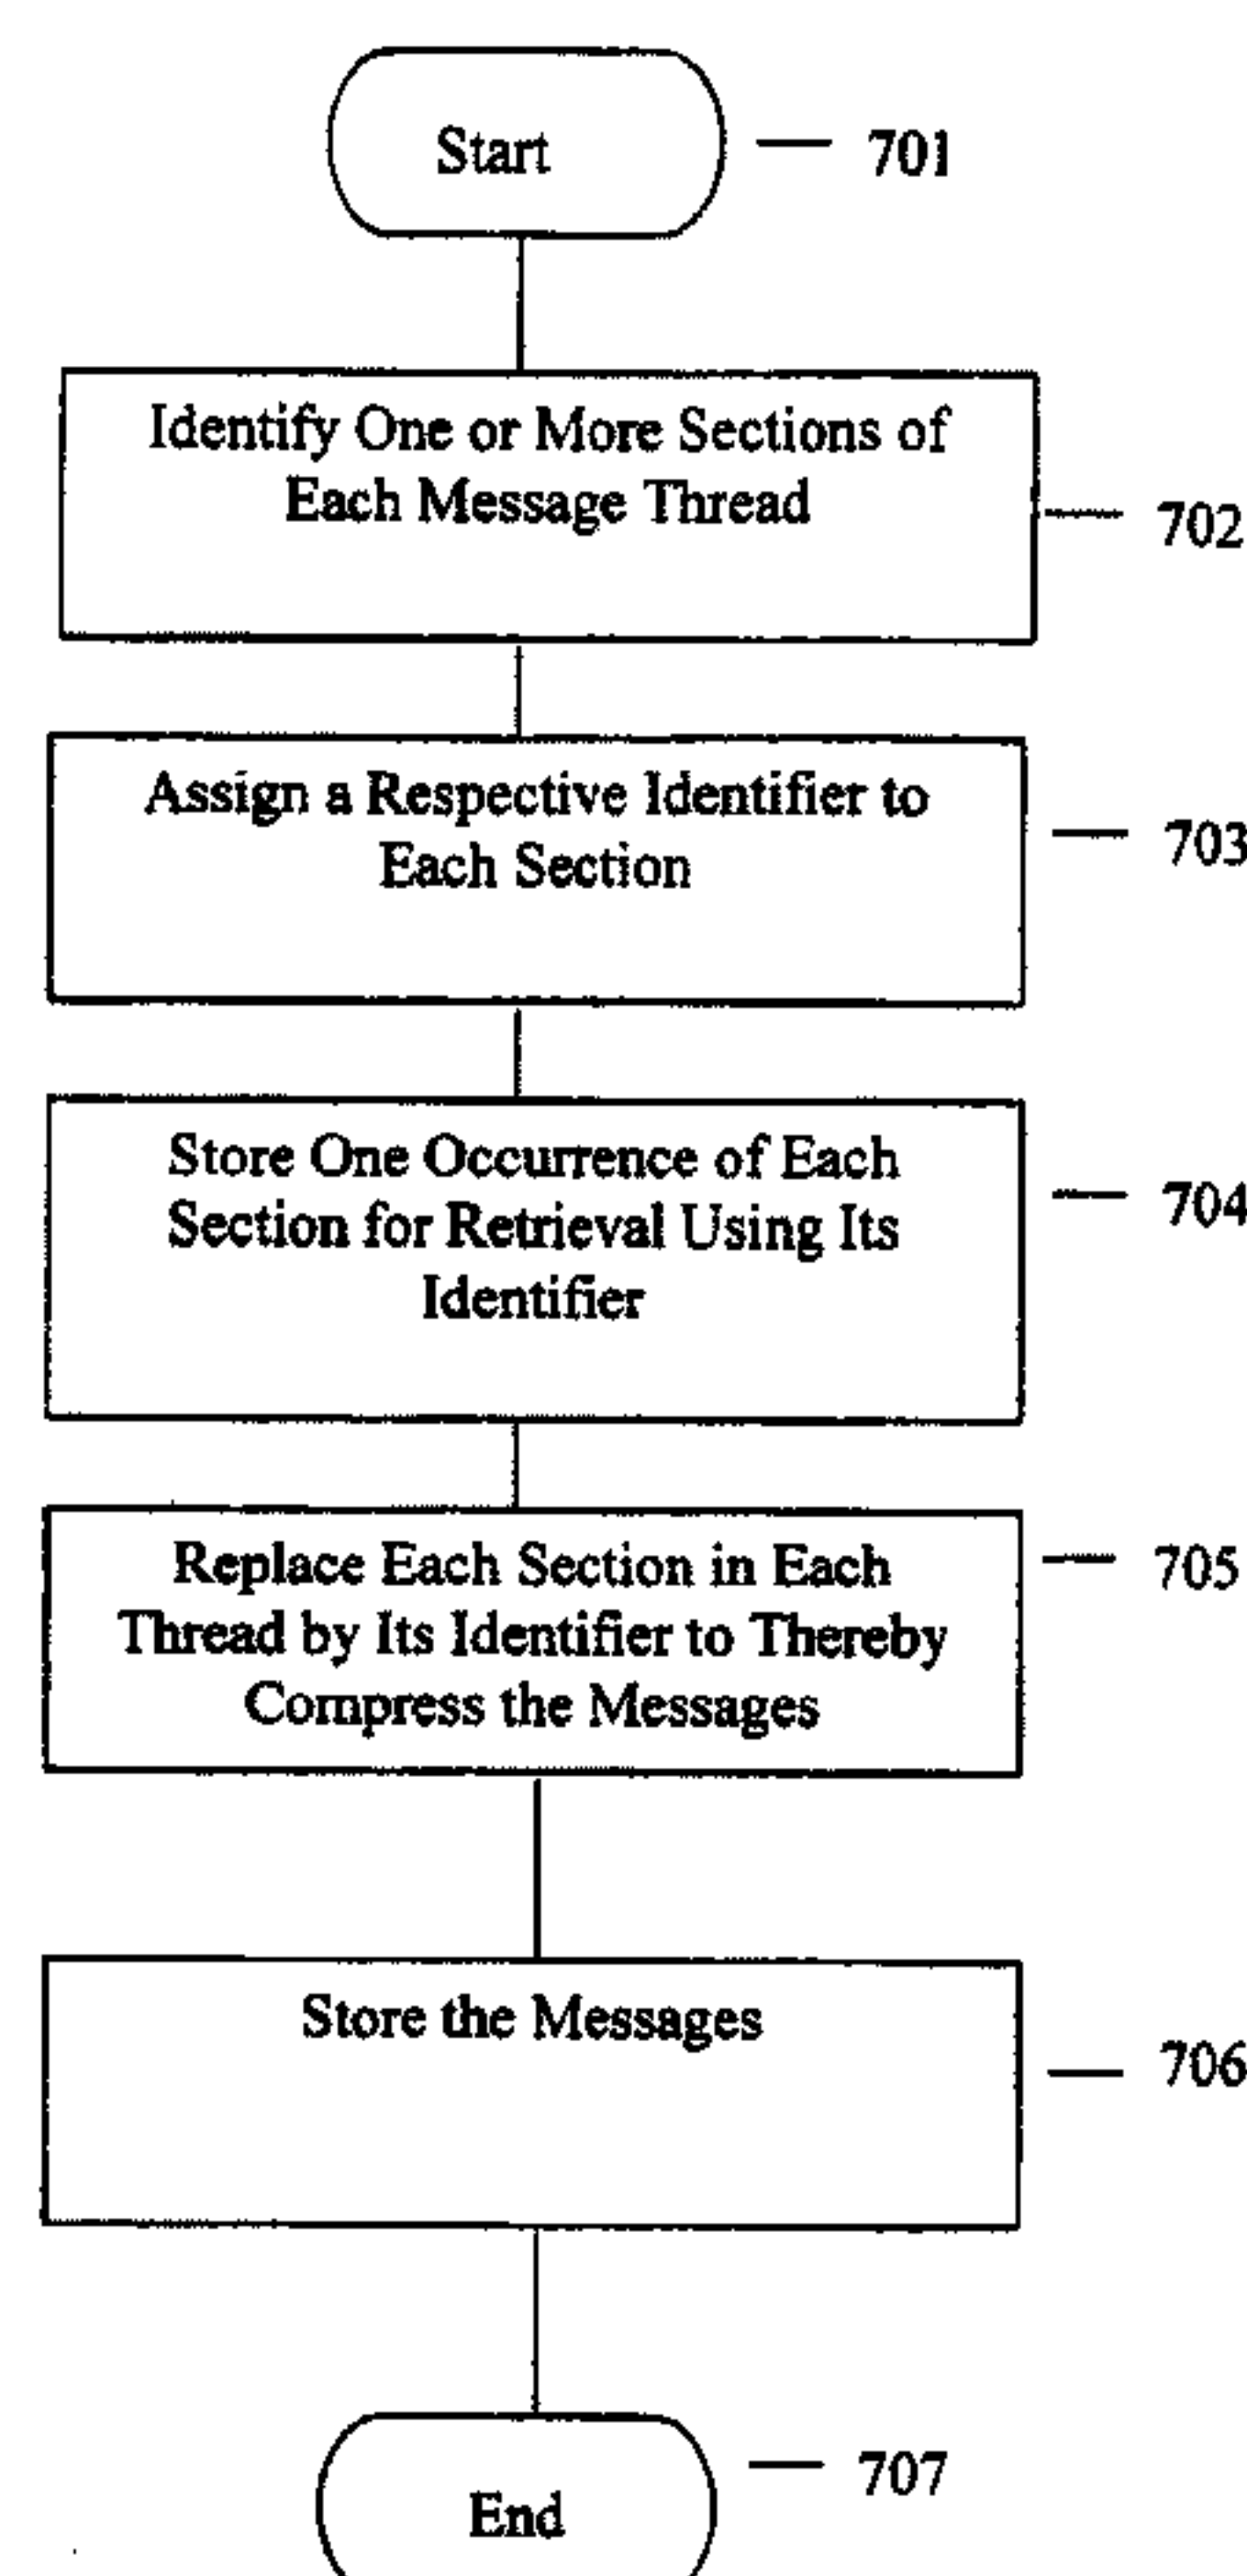 Start
701
Identify One or More Sections of
Each Message Thread
702
Assign a Respective Identifier to
Each Section
703
Store One Occurrence of Each
Section for Retrieval Using Its
Identifier
704
Replace Each Section in Each
Thread by Its Identifier to Thereby
Compress the Messages
705
Store the Messages
706
End
707